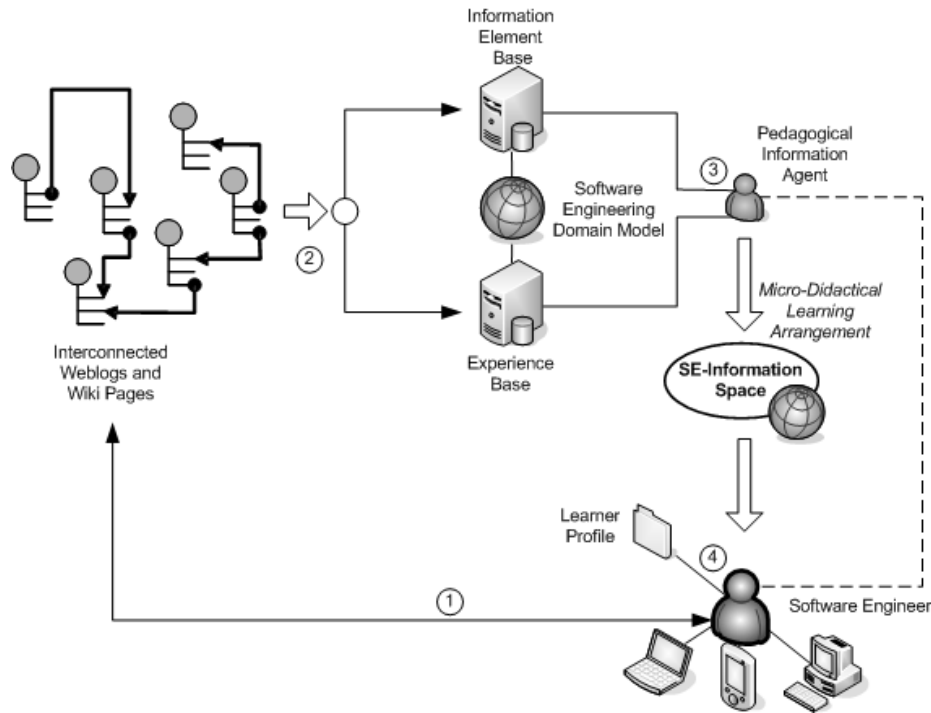 Information
Element
Base
Pedagogical
Information
Agent
3
Software
Engineering
Domain Model
2
Micro-Didactical
Learning
Arrangement
Interconnected
Weblogs and
Wiki Pages
Experience
Base
SE-Information
Space
Learner
Profile
4
1
Software Engineer